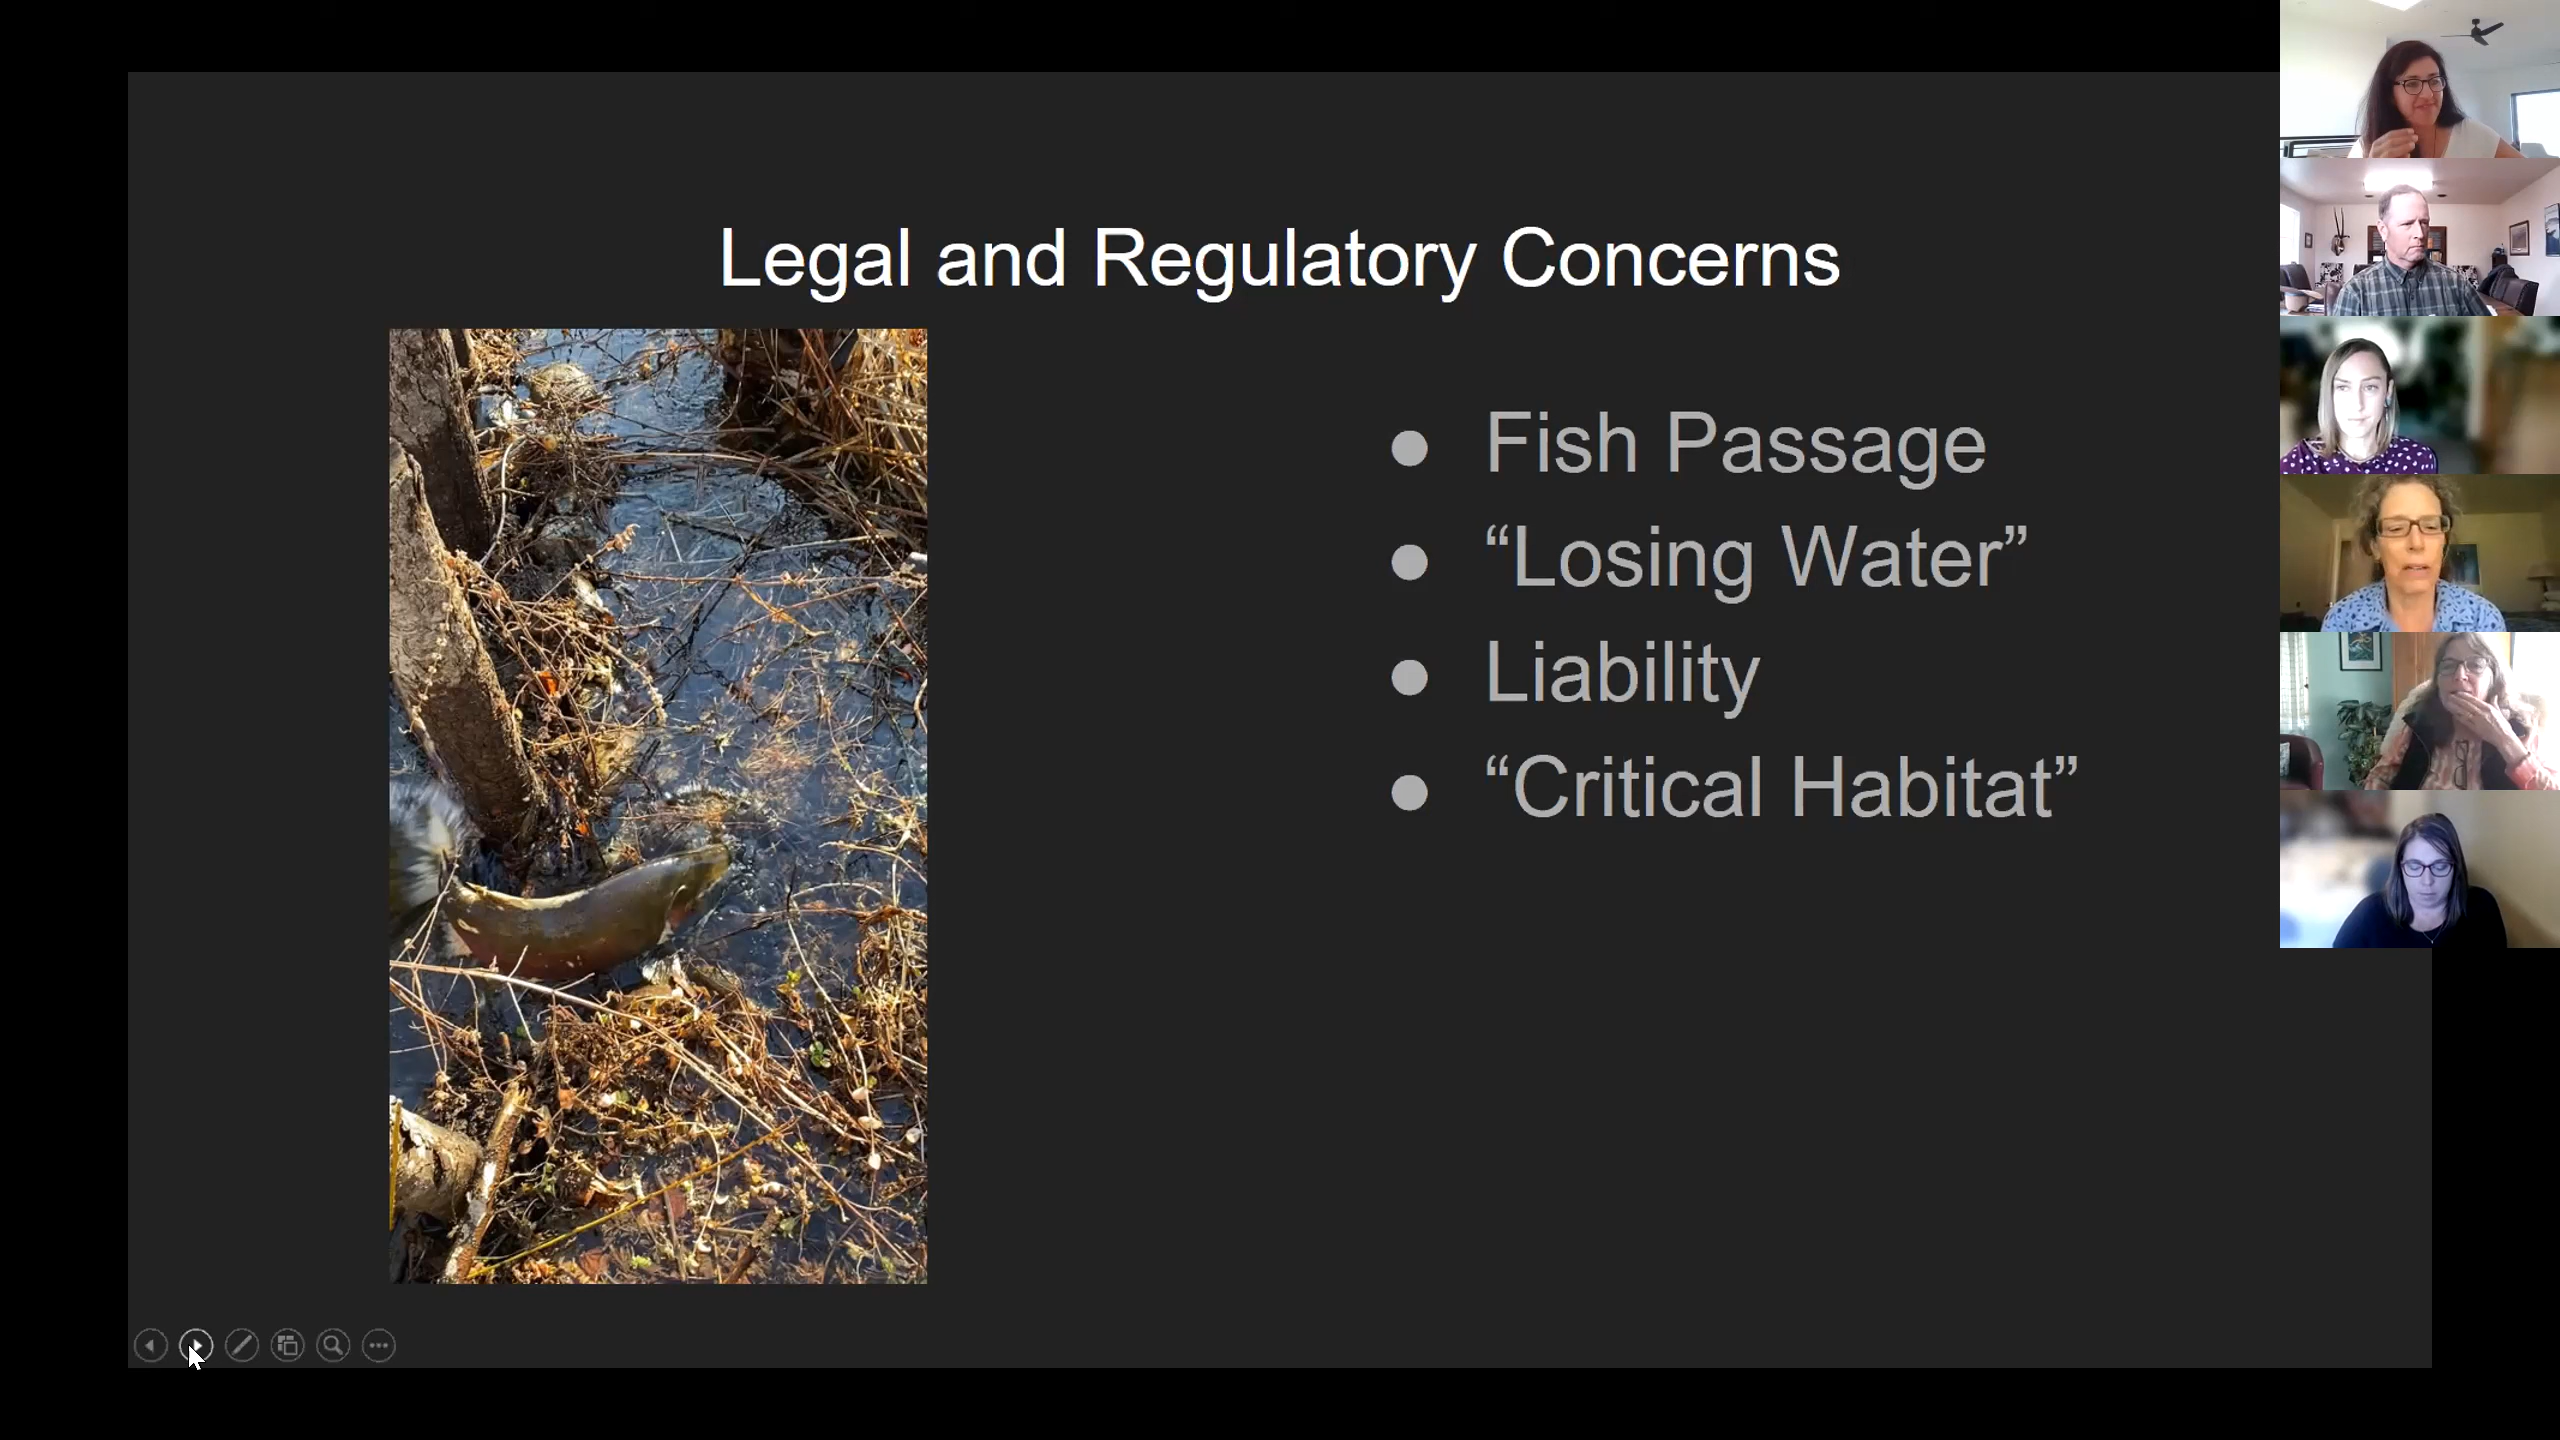 Legal and Regulatory Concerns
● Fish Passage
● “Losing Water”
● Liability
● “Critical Habitat”